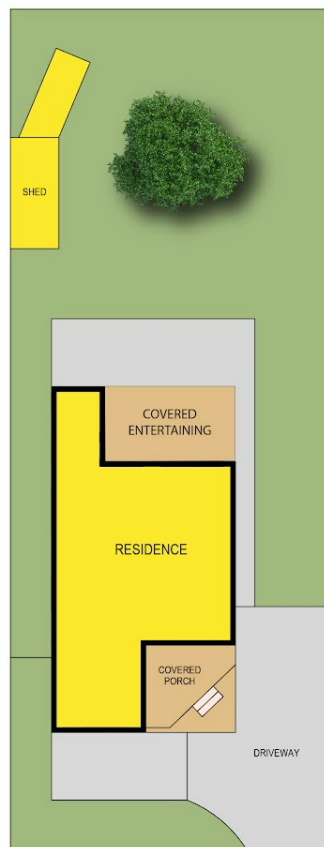 SHED
COVERED
ENTERTAINING
RESIDENCE
COVERED
PORCH
DRIVEWAY